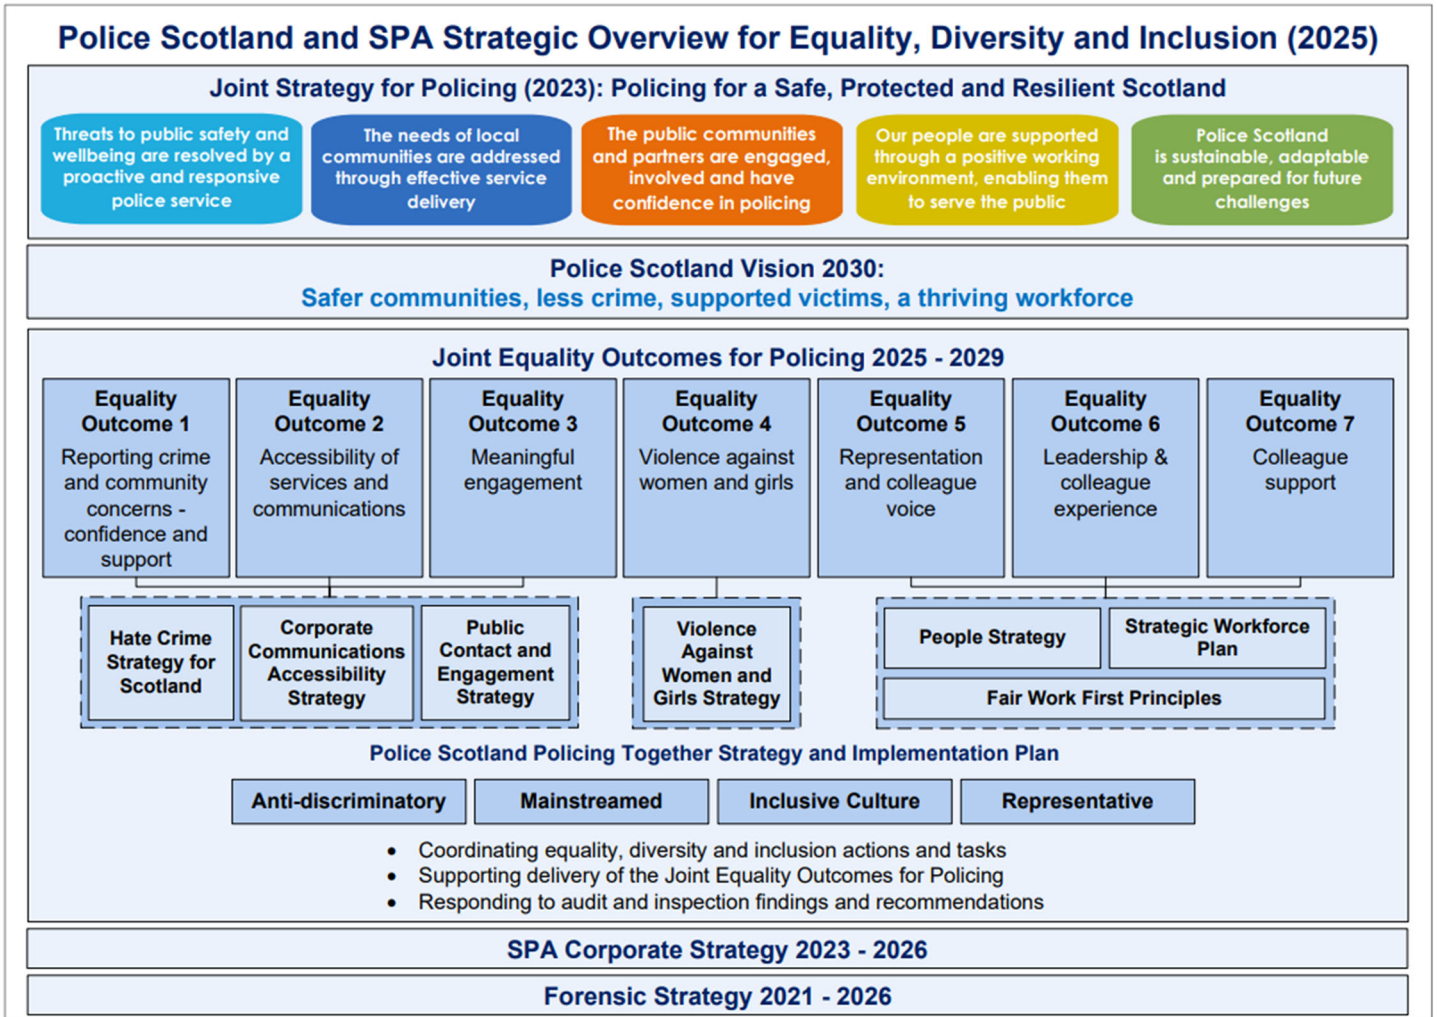 Police Scotland and SPA Strategic Overview for Equality, Diversity and Inclusion (2025)
Joint Strategy for Policing (2023): Policing for a Safe, Protected and Resilient Scotland
Threats to public safety and
wellbeing are resolved by a
proactive and responsive
police service
The needs of local
communities are addressed
through effective service
delivery
The public communities
and partners are engaged,
involved and have
confidence in policing
Our people are supported
through a positive working
environment, enabling them
to serve the public
Police Scotland
is sustainable, adaptable
and prepared for future
challenges
Police Scotland Vision 2030:
Safer communities, less crime, supported victims, a thriving workforce
Joint Equality Outcomes for Policing 2025 - 2029
Equality
Outcome 1
Reporting crime
and community
concerns -
confidence and
support
Equality
Outcome 2
Accessibility of
services and
communications
Equality
Outcome 3
Meaningful
engagement
Equality
Outcome 4
Violence against
women and girls
Equality
Outcome 5
Representation
and colleague
voice
Equality
Outcome 6
Leadership &
colleague
experience
Equality
Outcome 7
Colleague
support
Hate Crime
Strategy for
Scotland
Corporate
Communications
Accessibility
Strategy
Public
Contact and
Engagement
Strategy
Violence
Against
Women and
Girls Strategy
People Strategy
Strategic Workforce
Plan
Fair Work First Principles
Police Scotland Policing Together Strategy and Implementation Plan
Anti-discriminatory
Mainstreamed
Inclusive Culture
Representative
• Coordinating equality, diversity and inclusion actions and tasks
• Supporting delivery of the Joint Equality Outcomes for Policing
• Responding to audit and inspection findings and recommendations
SPA Corporate Strategy 2023 - 2026
Forensic Strategy 2021 - 2026